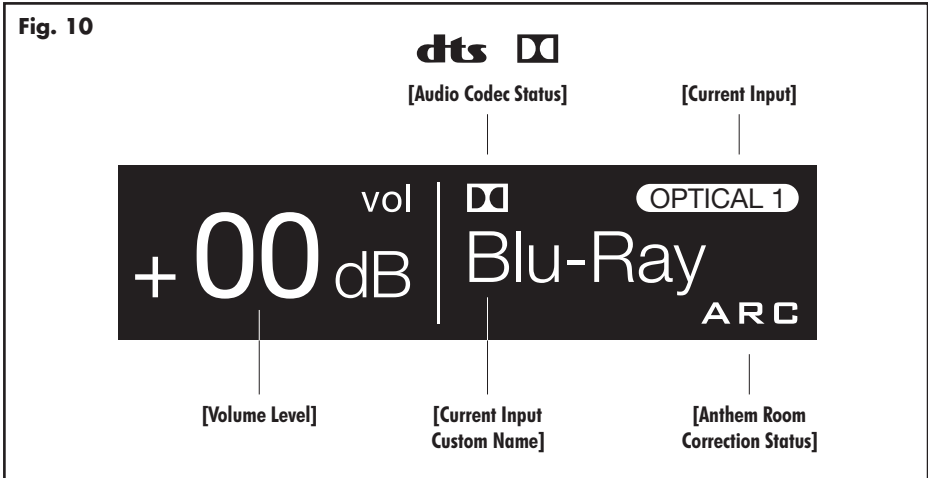 Fig. 10
dts
[Audio Codec Status]
[Current Input]
vol
+00 dB
OPTICAL 1
Blu-Ray
ARC
[Volume Level]
[Current Input
Custom Name]
[Anthem Room
Correction Status]